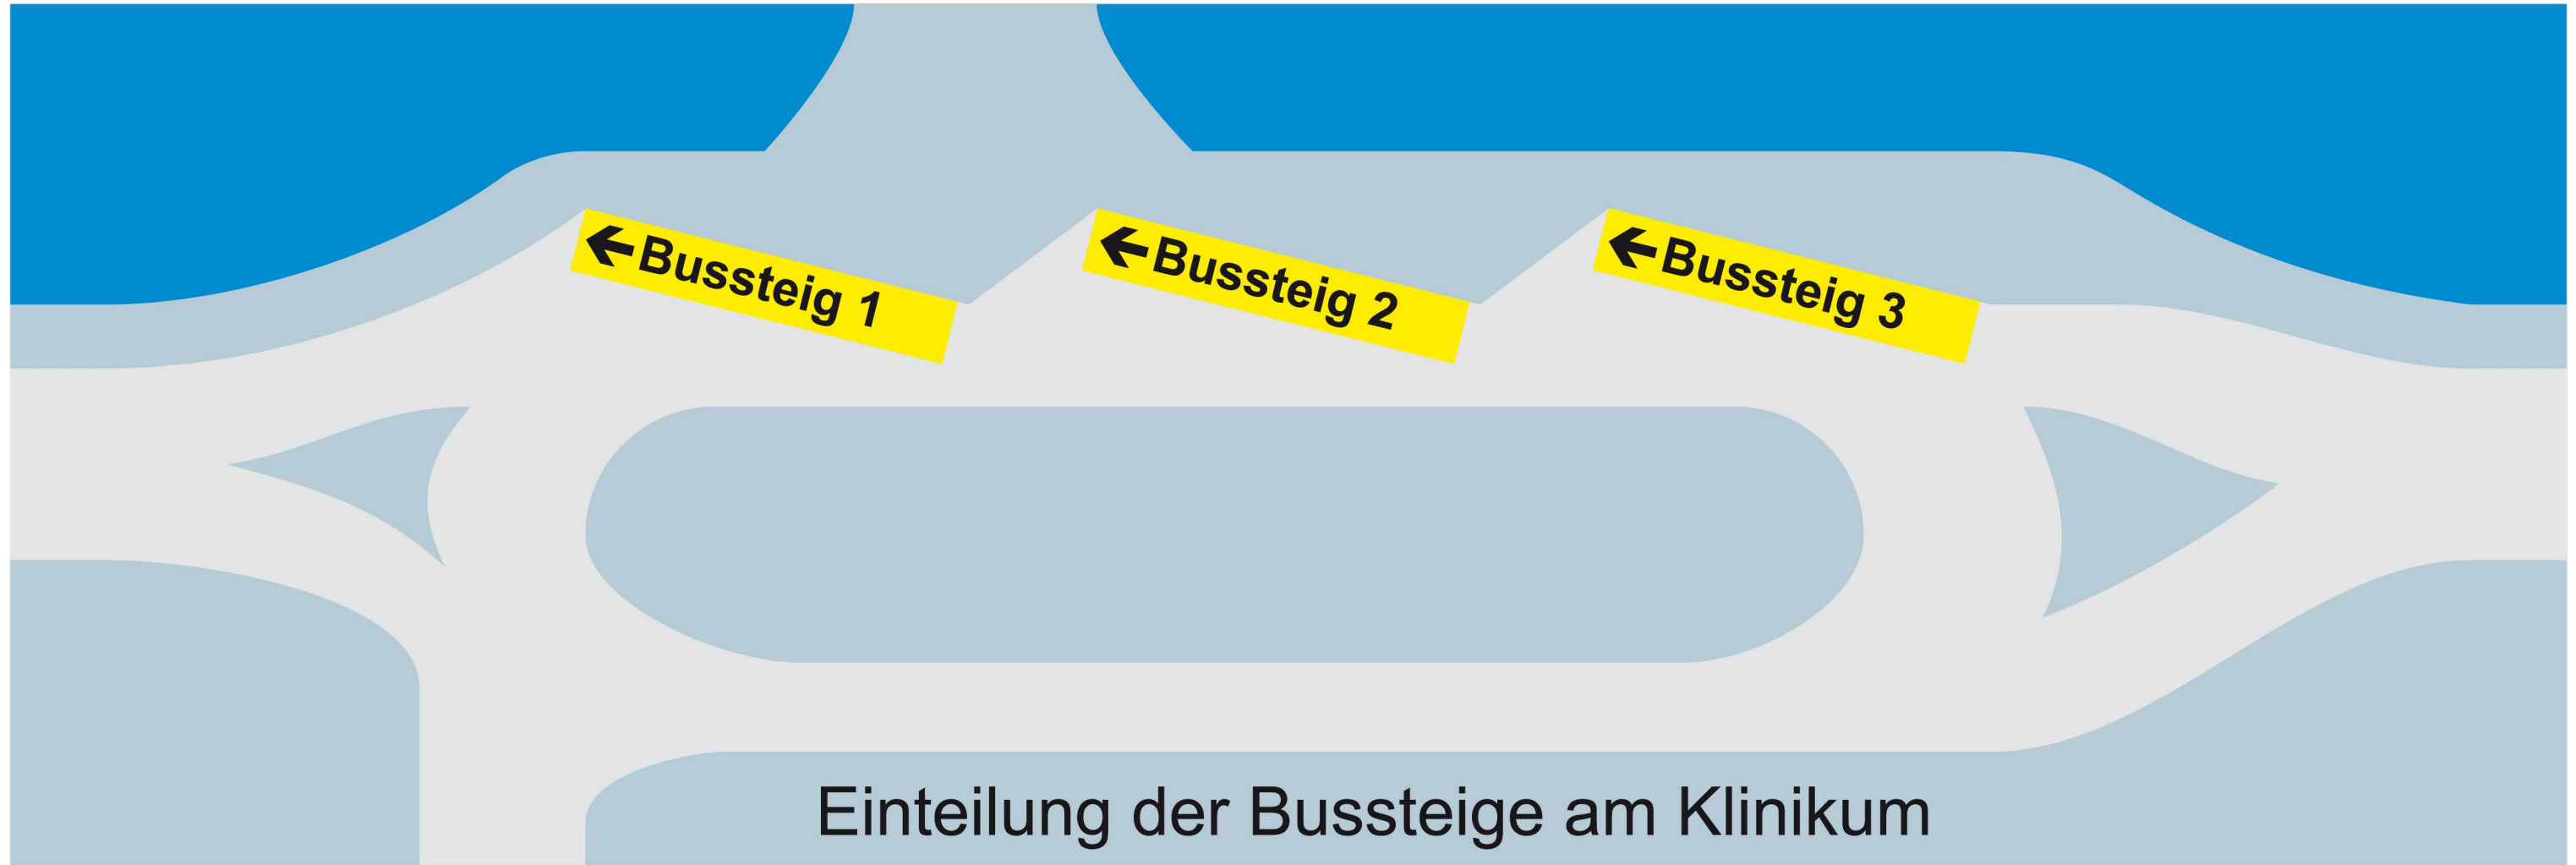 ←Bussteig 1
←Bussteig 2
←Bussteig 3
Einteilung der Bussteige am Klinikum